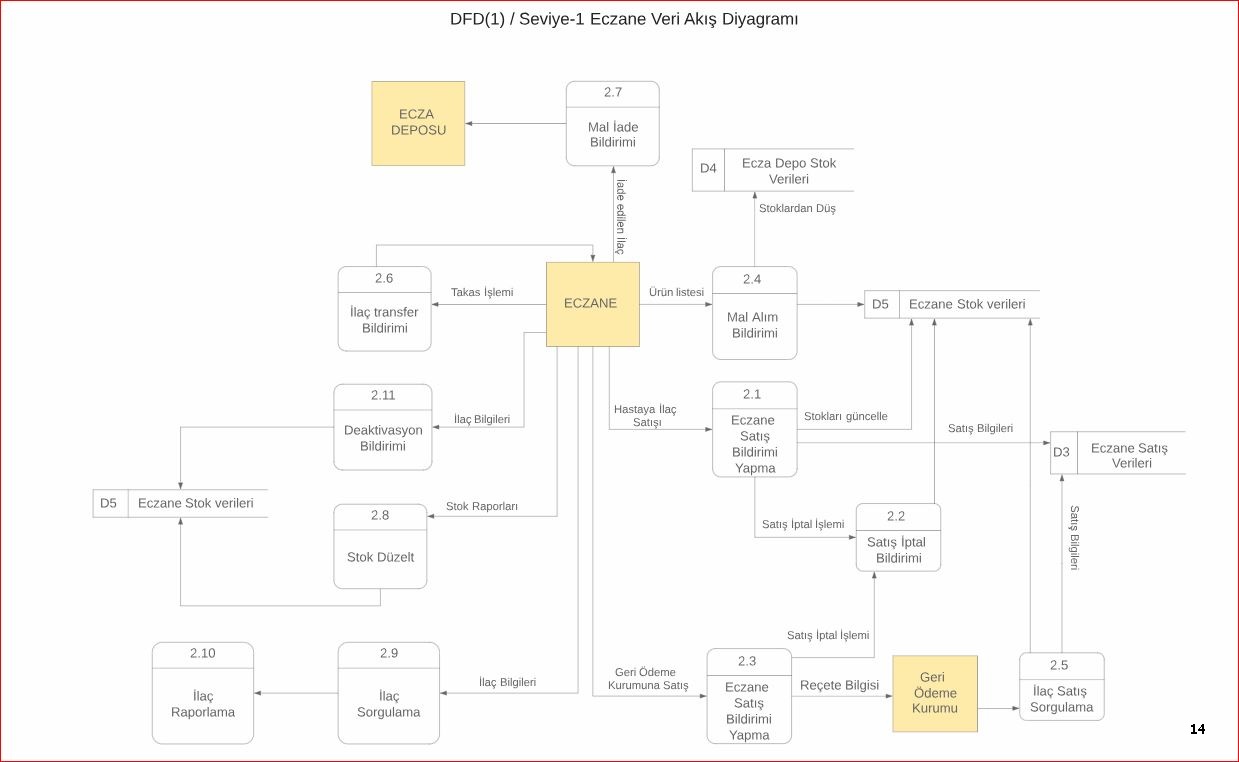 DFD(1) / Seviye-1 Eczane Veri Akış Diyagramı
ECZA
DEPOSU
2.7
Mal İade
Bildirimi
D4
Ecza Depo Stok
Verileri
İade edilen İlaç
Stoklardan Düş
2.6
İlaç transfer
Bildirimi
Takas İşlemi
ECZANE
Ürün listesi
2.4
Mal Alım
Bildirimi
D5
Eczane Stok verileri
2.11
Deaktivasyon
Bildirimi
İlaç Bilgileri
Hastaya İlaç
Satışı
2.1
Eczane
Satış
Bildirimi
Yapma
Stokları güncelle
Satış Bilgileri
D3
Eczane Satış
Verileri
D5
Eczane Stok verileri
2.8
Stok Düzelt
Stok Raporları
Satış İptal İşlemi
2.2
Satış İptal
Bildirimi
Satış Bilgileri
2.10
İlaç
Raporlama
2.9
İlaç
Sorgulama
İlaç Bilgileri
Geri Ödeme
Kurumuna Satış
Satış İptal İşlemi
2.3
Eczane
Satış
Bildirimi
Yapma
Reçete Bilgisi
Geri
Ödeme
Kurumu
2.5
İlaç Satış
Sorgulama
14